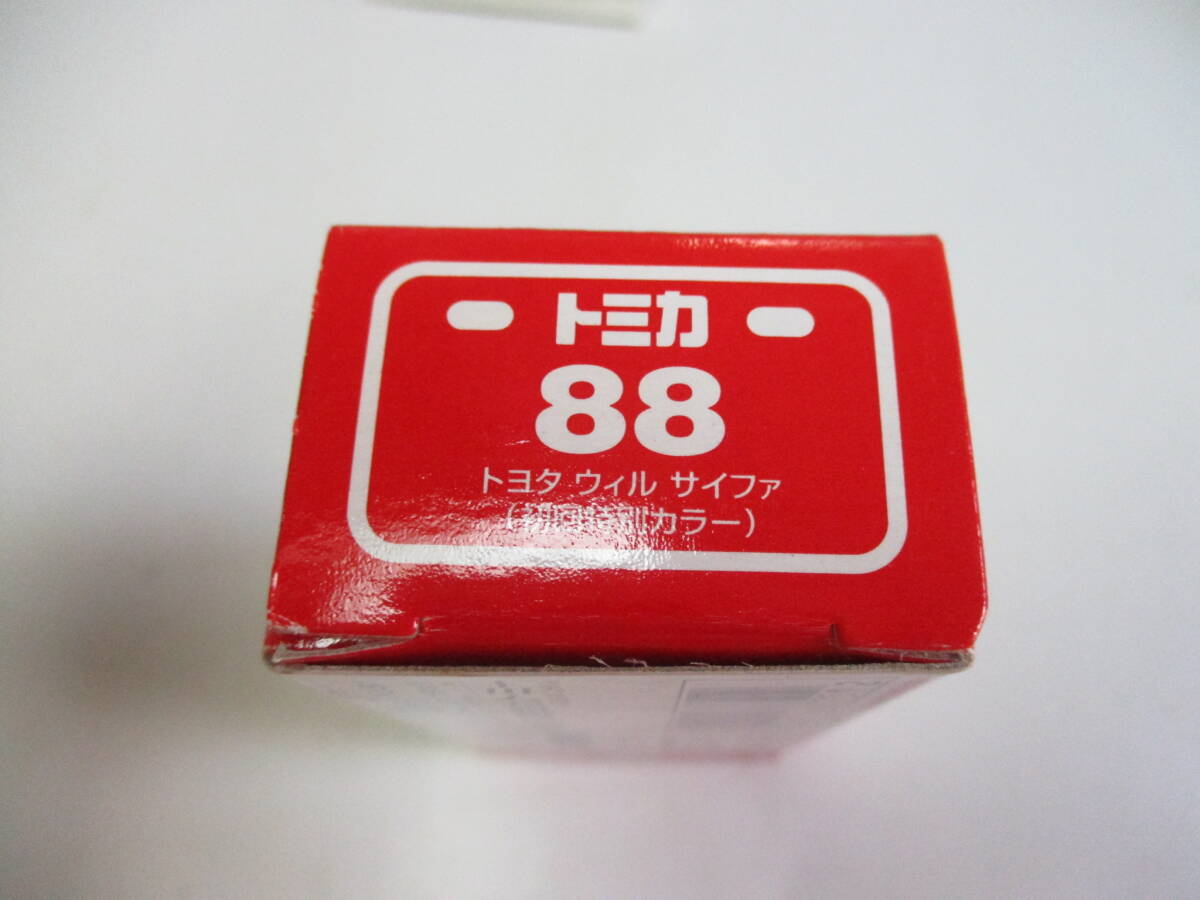 トミカ
88
トヨタ ウィル サイファ
(初回特別カラー)